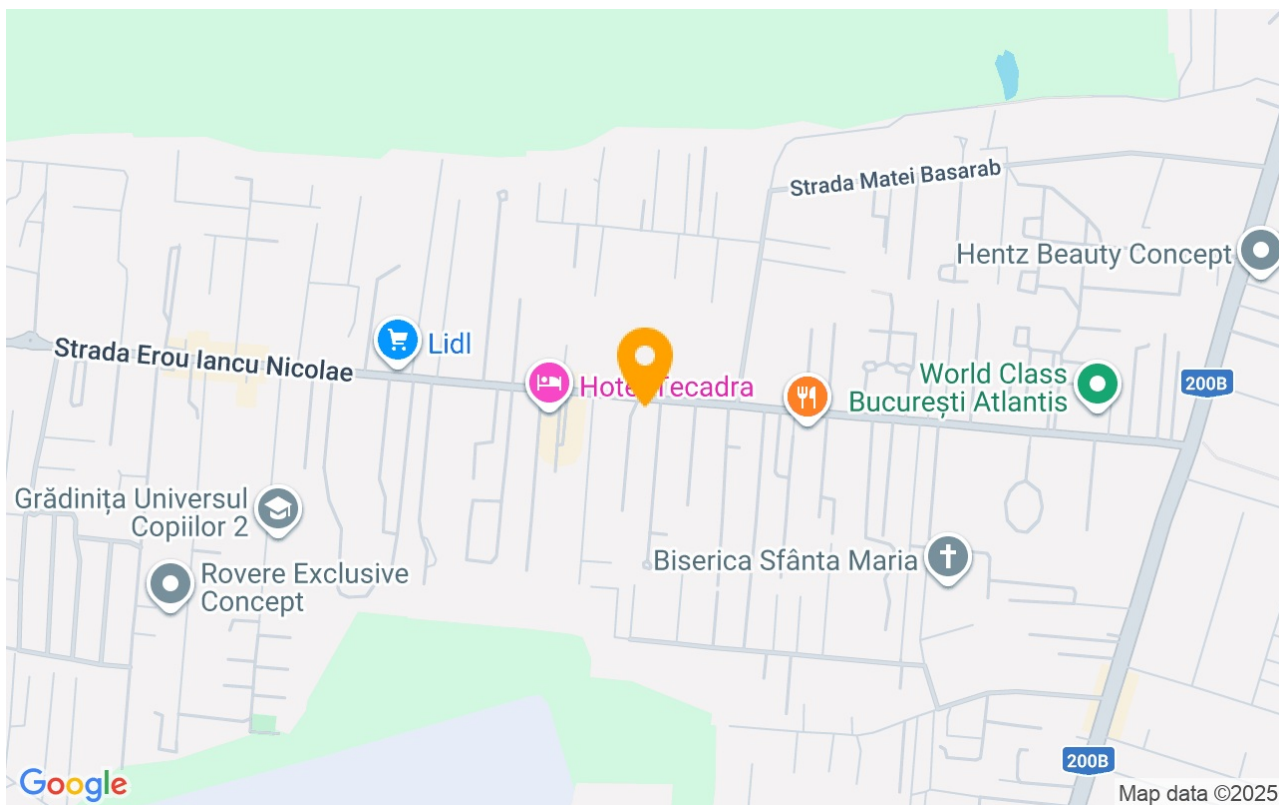 Strada Matei Basarab
Hentz Beauty Concept
Strada Erou Iancu Nicolae
Lidl
Hotel Tecadra
World Class
București Atlantis
200B
Grădinița Universul
Copiilor 2
Biserica Sfânta Maria
Rovere Exclusive
Concept
200B
Google
Map data ©2025